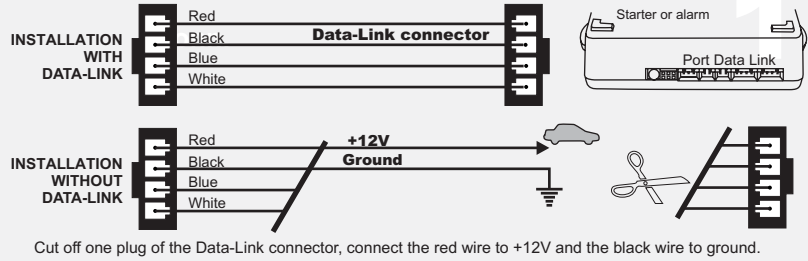 INSTALLATION
WITH
DATA-LINK
Red
Black
Blue
White
Data-Link connector
Starter or alarm
1
Port Data Link
INSTALLATION
WITHOUT
DATA-LINK
Red
Black
Blue
White
+12V
Ground
Cut off one plug of the Data-Link connector, connect the red wire to +12V and the black wire to ground.